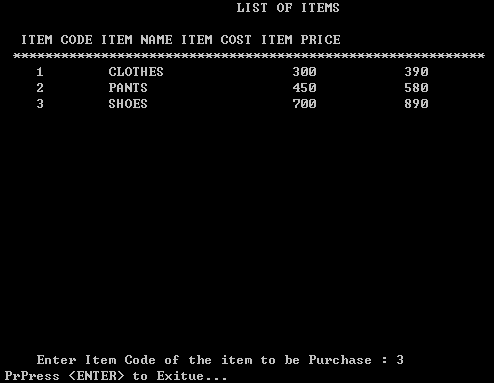 LIST OF ITEMS
ITEM CODE ITEM NAME ITEM COST ITEM PRICE
************************************************************
1 CLOTHES 300 390
2 PANTS 450 580
3 SHOES 700 890
Enter Item Code of the item to be Purchase : 3
PrPress <ENTER> to Exitue...